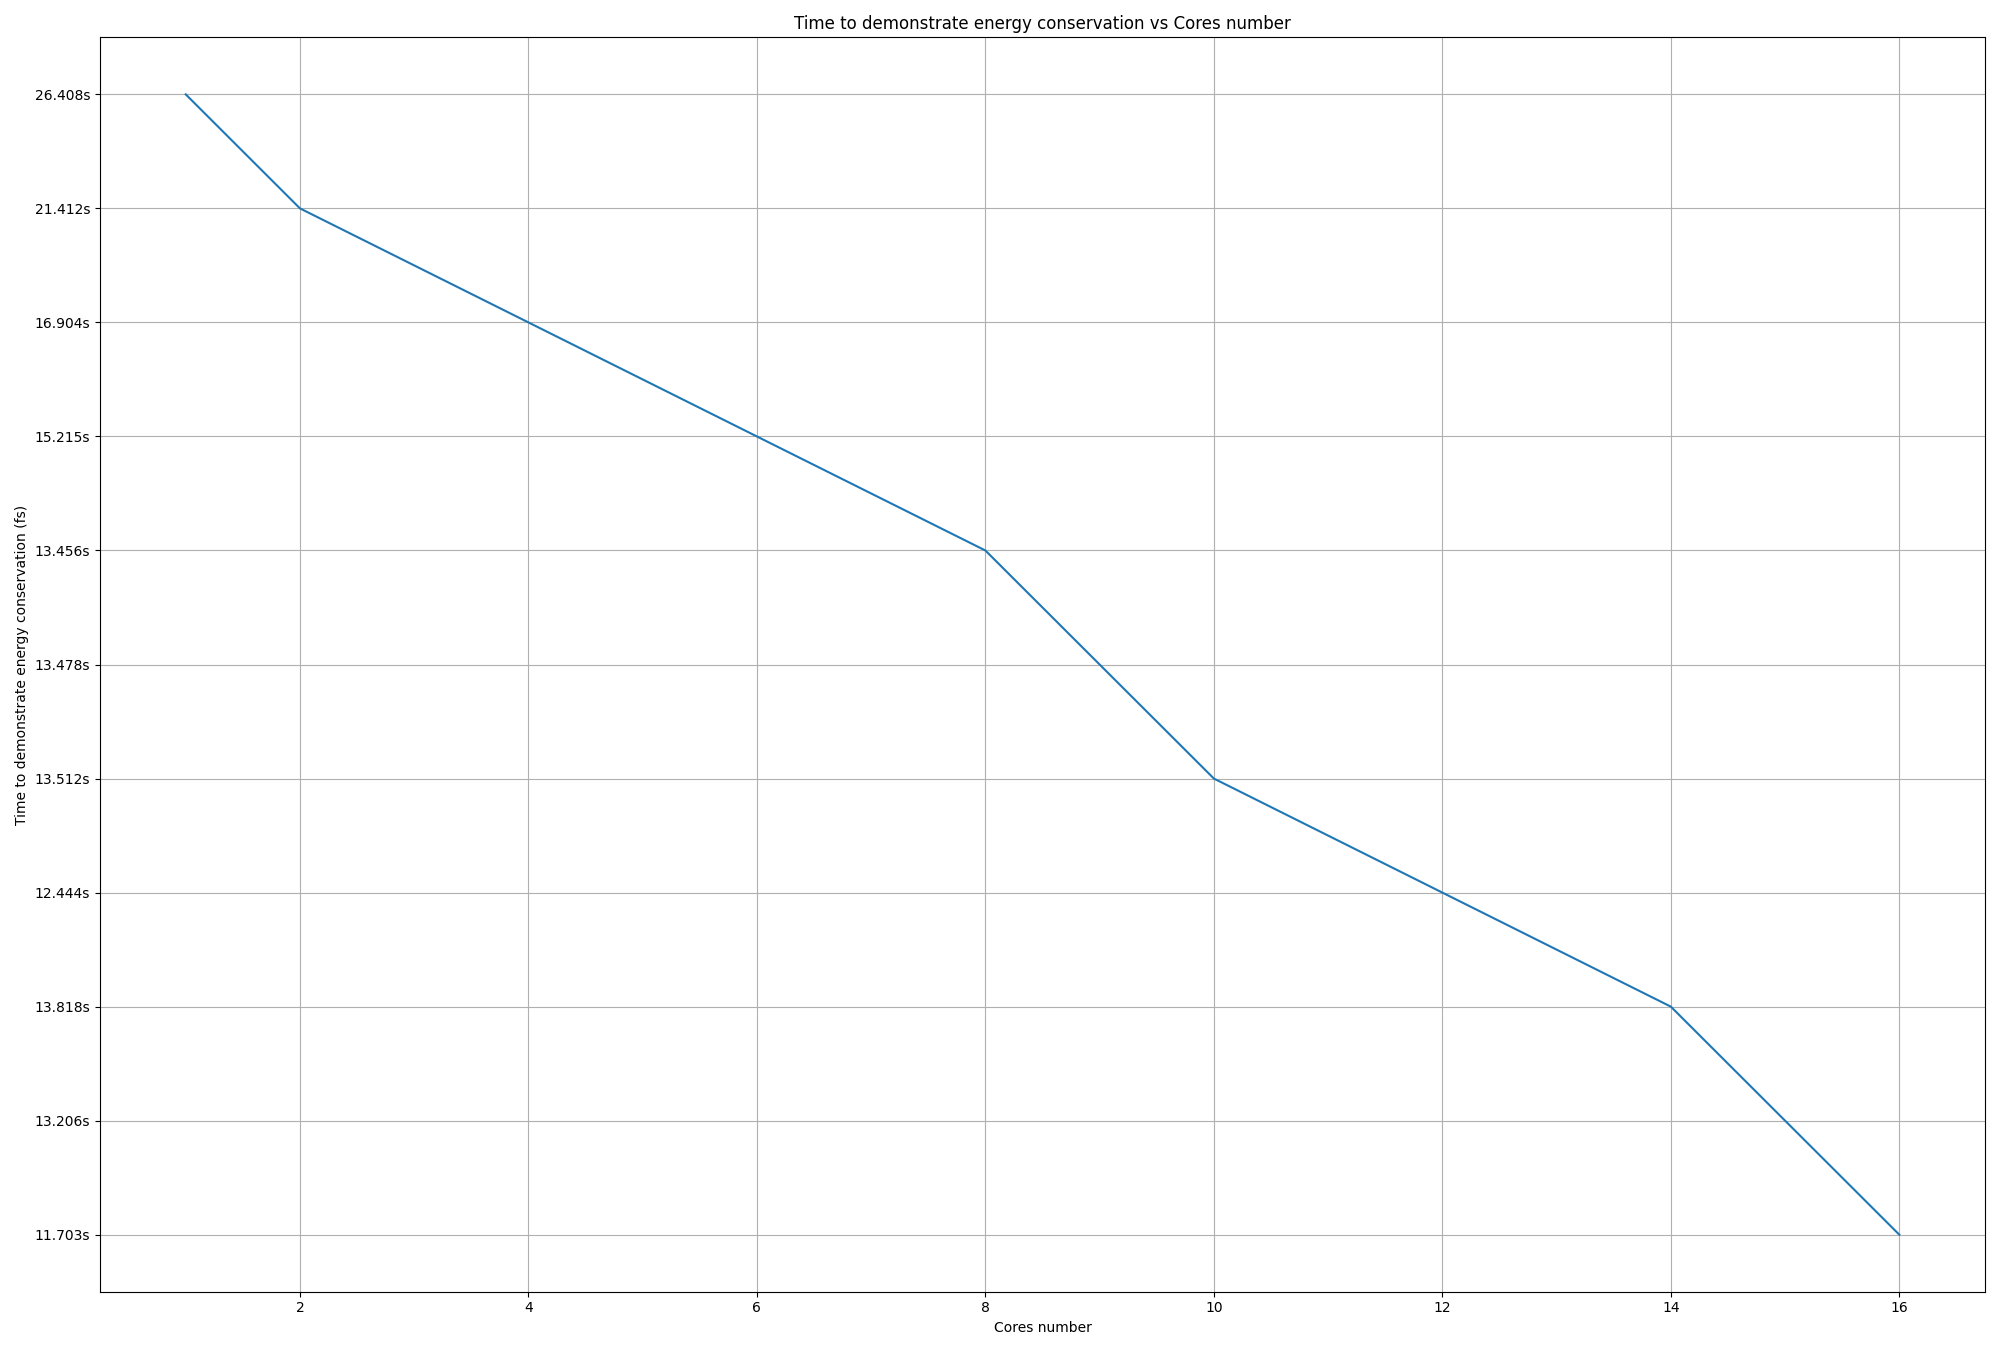 Time to demonstrate energy conservation vs Cores number
26.408s
21.412s
16.904s
15.215s
13.456s
13.478s
13.512s
12.444s
13.818s
13.206s
11.703s
Time to demonstrate energy conservation (fs)
2 4 6 8 10 12 14 16
Cores number